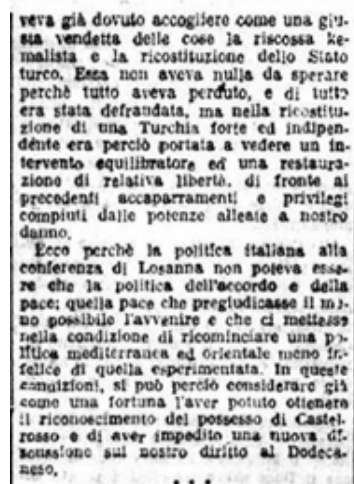 veva già dovuto accogliere come una giu-
sta vendetta delle cose la riscossa ke-
malista e la ricostituzione dello Stato
turco. Essa non aveva nulla da sperare
perchè tutto aveva perduto, e di tutto
era stata defraudata, ma nella ricostitu-
zione di una Turchia forte ed indipen-
dente era perciò portata a vedere un in-
tervento equilibratore ed una restaura-
zione di relativa libertà, di fronte ai
precedenti accaparramenti e privilegi
compiuti dalle potenze alleate a nostro
danno.
Ecco perchè la politica italiana alla
conferenza di Losanna non poteva esse-
re che la politica dell'accordo e della
pace; quella pace che pregiudicasse il me-
no possibile l'avvenire e che ci mettesse
nella condizione di ricominciare una po-
litica mediterranea ed orientale meno in-
felice di quella esperimentata. In queste
condizioni, si può perciò considerare già
come una fortuna l'aver potuto ottenere
il riconoscimento del possesso di Castel-
rosso e di aver impedito una nuova di-
scussione sul nostro diritto al Dodeca-
neso.